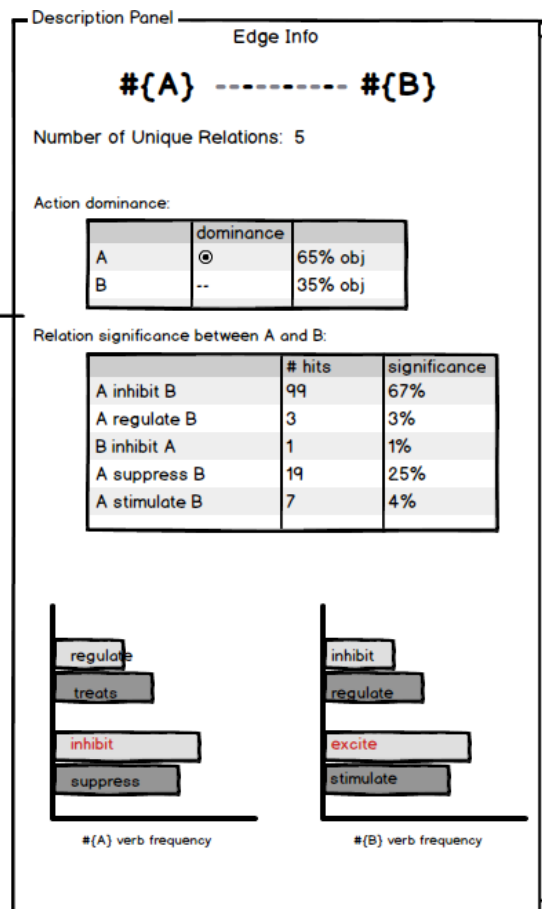 Description Panel
Edge Info
#{A} ---------- #{B}
Number of Unique Relations: 5
Action dominance:
dominance
A 65% obj
B -- 35% obj
Relation significance between A and B:
# hits significance
A inhibit B 99 67%
A regulate B 3 3%
B inhibit A 1 1%
A suppress B 19 25%
A stimulate B 7 4%
regulate
treats
inhibit
suppress
#{A} verb frequency
inhibit
regulate
excite
stimulate
#{B} verb frequency